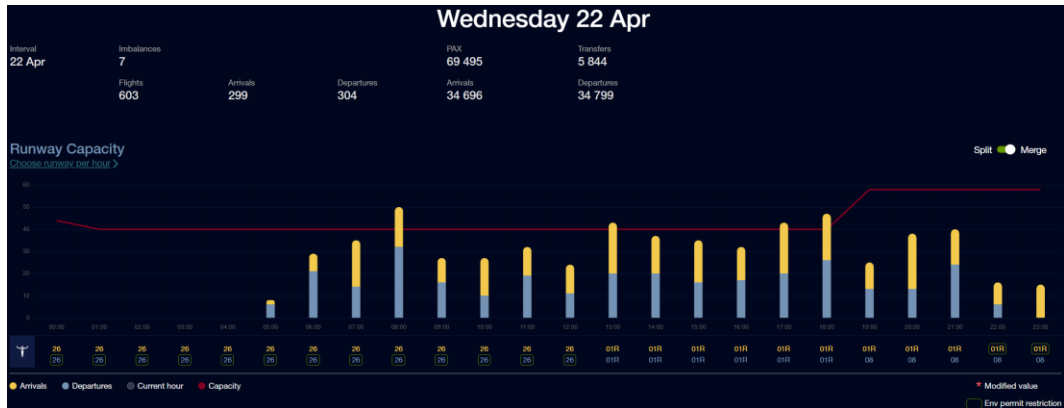 Wednesday 22 Apr
Interval Imbalances PAX Transfers
22 Apr 7 69 495 5 844
Flights Arrivals Departures Arrivals Departures
603 299 304 34 696 34 799
Runway Capacity Split Merge
Choose runway per hour >
60
50
40
30
20
10
0
00:00 01:00 02:00 03:00 04:00 05:00 06:00 07:00 08:00 09:00 10:00 11:00 12:00 13:00 14:00 15:00 16:00 17:00 18:00 19:00 20:00 21:00 22:00 23:00
26 26 26 26 26 26 26 26 26 26 26 26 26 01R 01R 01R 01R 01R 01R 01R 01R 01R 01R 01R
26 26 26 26 26 26 26 26 26 26 26 26 26 01R 01R 01R 01R 01R 01R 08 08 08 08 08
Arrivals Departures Current hour Capacity * Modified value
Env permit restriction